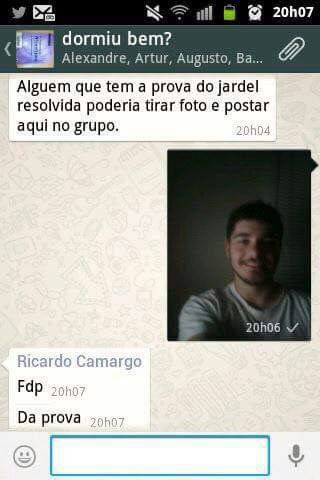 20h07
dormiu bem?
Alexandre, Artur, Augusto, Ba...
Alguem que tem a prova do jardel
resolvida poderia tirar foto e postar
aqui no grupo.
20h04
20h06
Ricardo Camargo
Fdp 20h07
Da prova 20h07